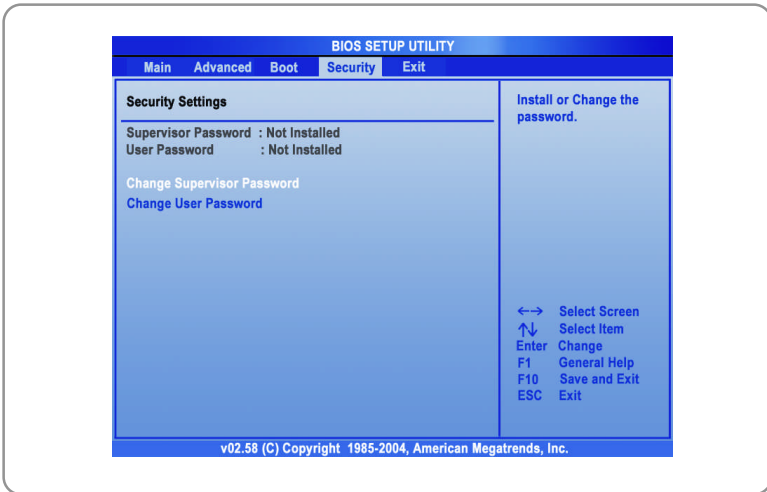 BIOS SETUP UTILITY
Main Advanced Boot Security Exit
Security Settings
Supervisor Password : Not Installed
User Password : Not Installed
Change Supervisor Password
Change User Password
Install or Change the
password.
←→ Select Screen
↑↓ Select Item
Enter Change
F1 General Help
F10 Save and Exit
ESC Exit
v02.58 (C) Copyright 1985-2004, American Megatrends, Inc.